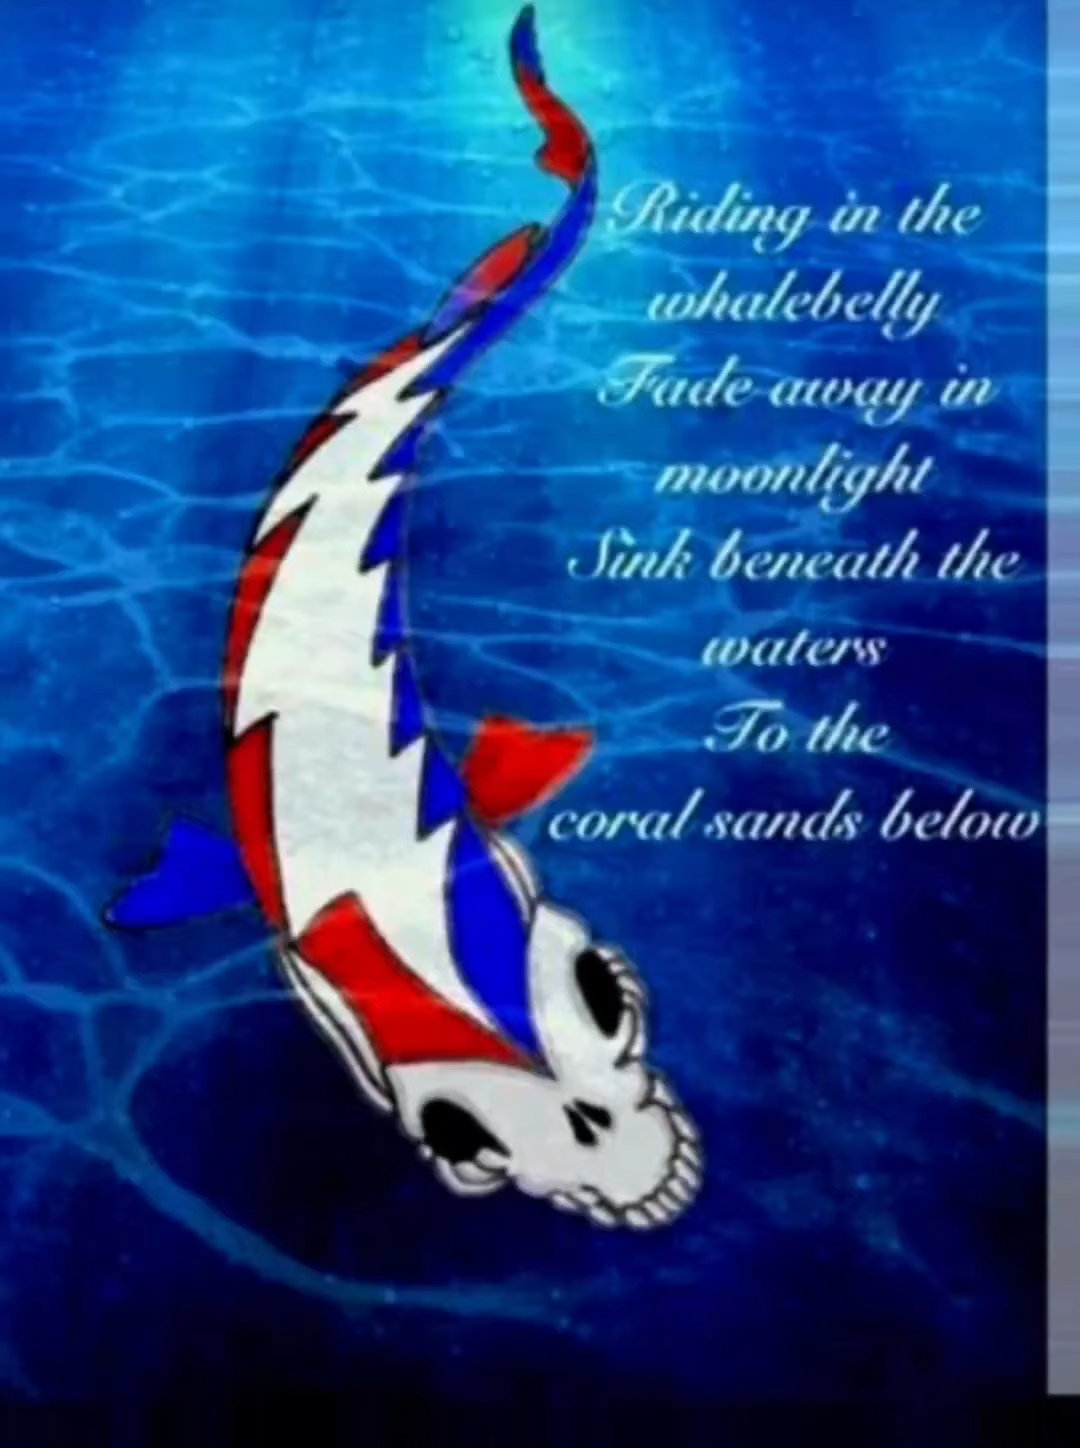 Riding in the
whalebelly
Fade away in
moonlight
Sink beneath the
waters
To the
coral sands below